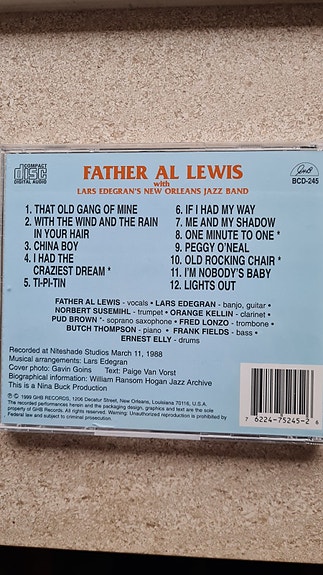 COMPACT
disc
DIGITAL AUDIO
FATHER AL LEWIS
with
LARS EDEGRAN'S NEW ORLEANS JAZZ BAND
GHB
BCD-245
1. THAT OLD GANG OF MINE
2. WITH THE WIND AND THE RAIN
IN YOUR HAIR
3. CHINA BOY
4. I HAD THE
CRAZIEST DREAM *
5. TI-PI-TIN
6. IF I HAD MY WAY
7. ME AND MY SHADOW
8. ONE MINUTE TO ONE *
9. PEGGY O'NEAL
10. OLD ROCKING CHAIR *
11. I'M NOBODY'S BABY
12. LIGHTS OUT
FATHER AL LEWIS - vocals • LARS EDEGRAN - banjo, guitar •
NORBERT SUSEMIHL - trumpet • ORANGE KELLIN - clarinet •
PUD BROWN * - soprano saxophone • FRED LONZO - trombone •
BUTCH THOMPSON - piano • FRANK FIELDS - bass •
ERNEST ELLY - drums
Recorded at Niteshade Studios March 11, 1988
Musical arrangements: Lars Edegran
Cover photo: Gavin Goins Text: Paige Van Vorst
Biographical information: William Ransom Hogan Jazz Archive
This is a Nina Buck Production
℗ © 1999 GHB RECORDS, 1206 Decatur Street, New Orleans, Louisiana 70116, U.S.A.
The recorded performances herein and the packaging design, graphics and text are the sole
property of GHB Records. All rights reserved. Warning: Unauthorized reproduction is prohibited by
Federal law and subject to criminal prosecution.
7 62247-75245-2 6